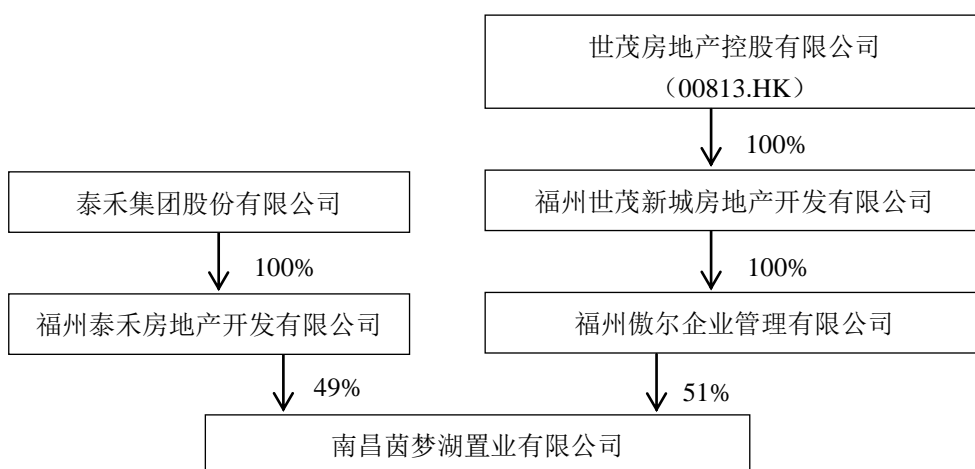 世茂房地产控股有限公司
（00813.HK）
100%
泰禾集团股份有限公司
福州世茂新城房地产开发有限公司
100%
100%
福州泰禾房地产开发有限公司
福州傲尔企业管理有限公司
49%
51%
南昌茵梦湖置业有限公司